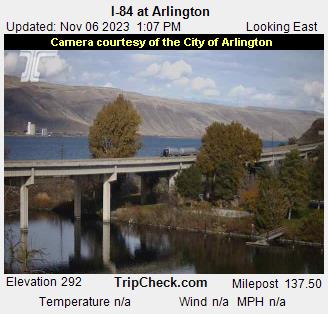 I-84 at Arlington
Updated: Nov 06 2023 1:07 PM Looking East
Camera courtesy of the City of Arlington
Elevation 292 TripCheck.com Milepost 137.50
Temperature n/a Wind n/a MPH n/a